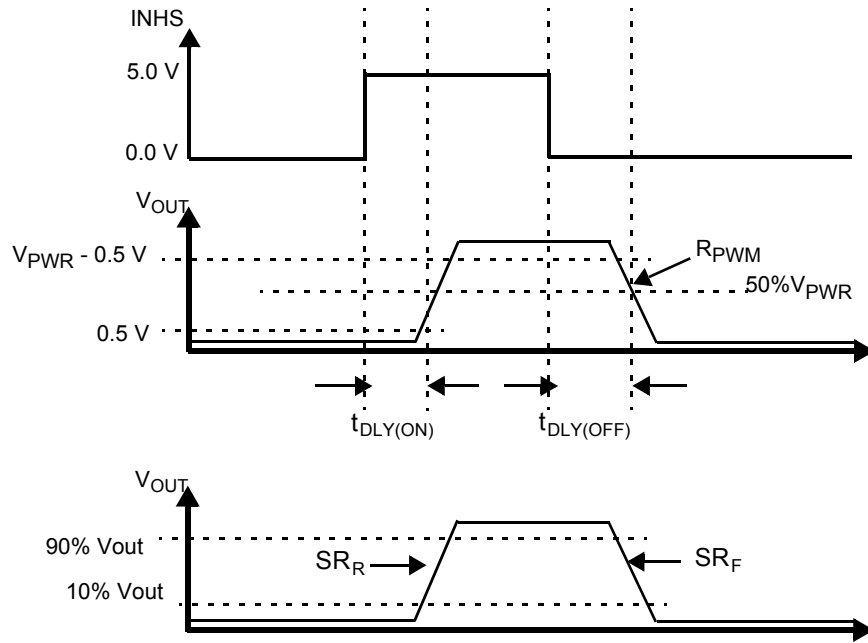 INHS
5.0 V
0.0 V
VOUT
VPWR - 0.5 V
RPWM
50%VPWR
0.5 V
tDLY(ON)
tDLY(OFF)
VOUT
90% Vout
SRR
SRF
10% Vout